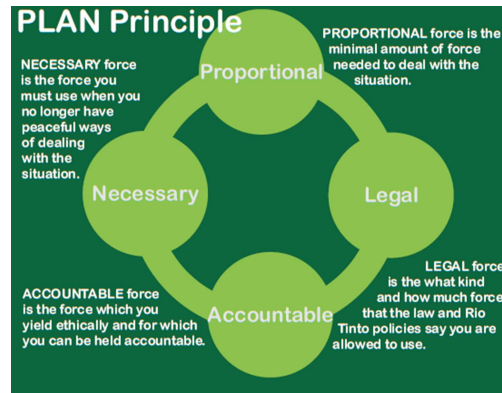 PLAN Principle
PROPORTIONAL force is the
minimal amount of force
needed to deal with the
situation.
NECESSARY force
is the force you
must use when you
no longer have
peaceful ways
of dealing
with the
situation.
Proportional
Necessary
Legal
Accountable
ACCOUNTABLE force
is the force which you
yield ethically and for which
you can be held accountable.
LEGAL force
is the what kind
and how much force
that the law and Rio
Tinto policies say you are
allowed to use.